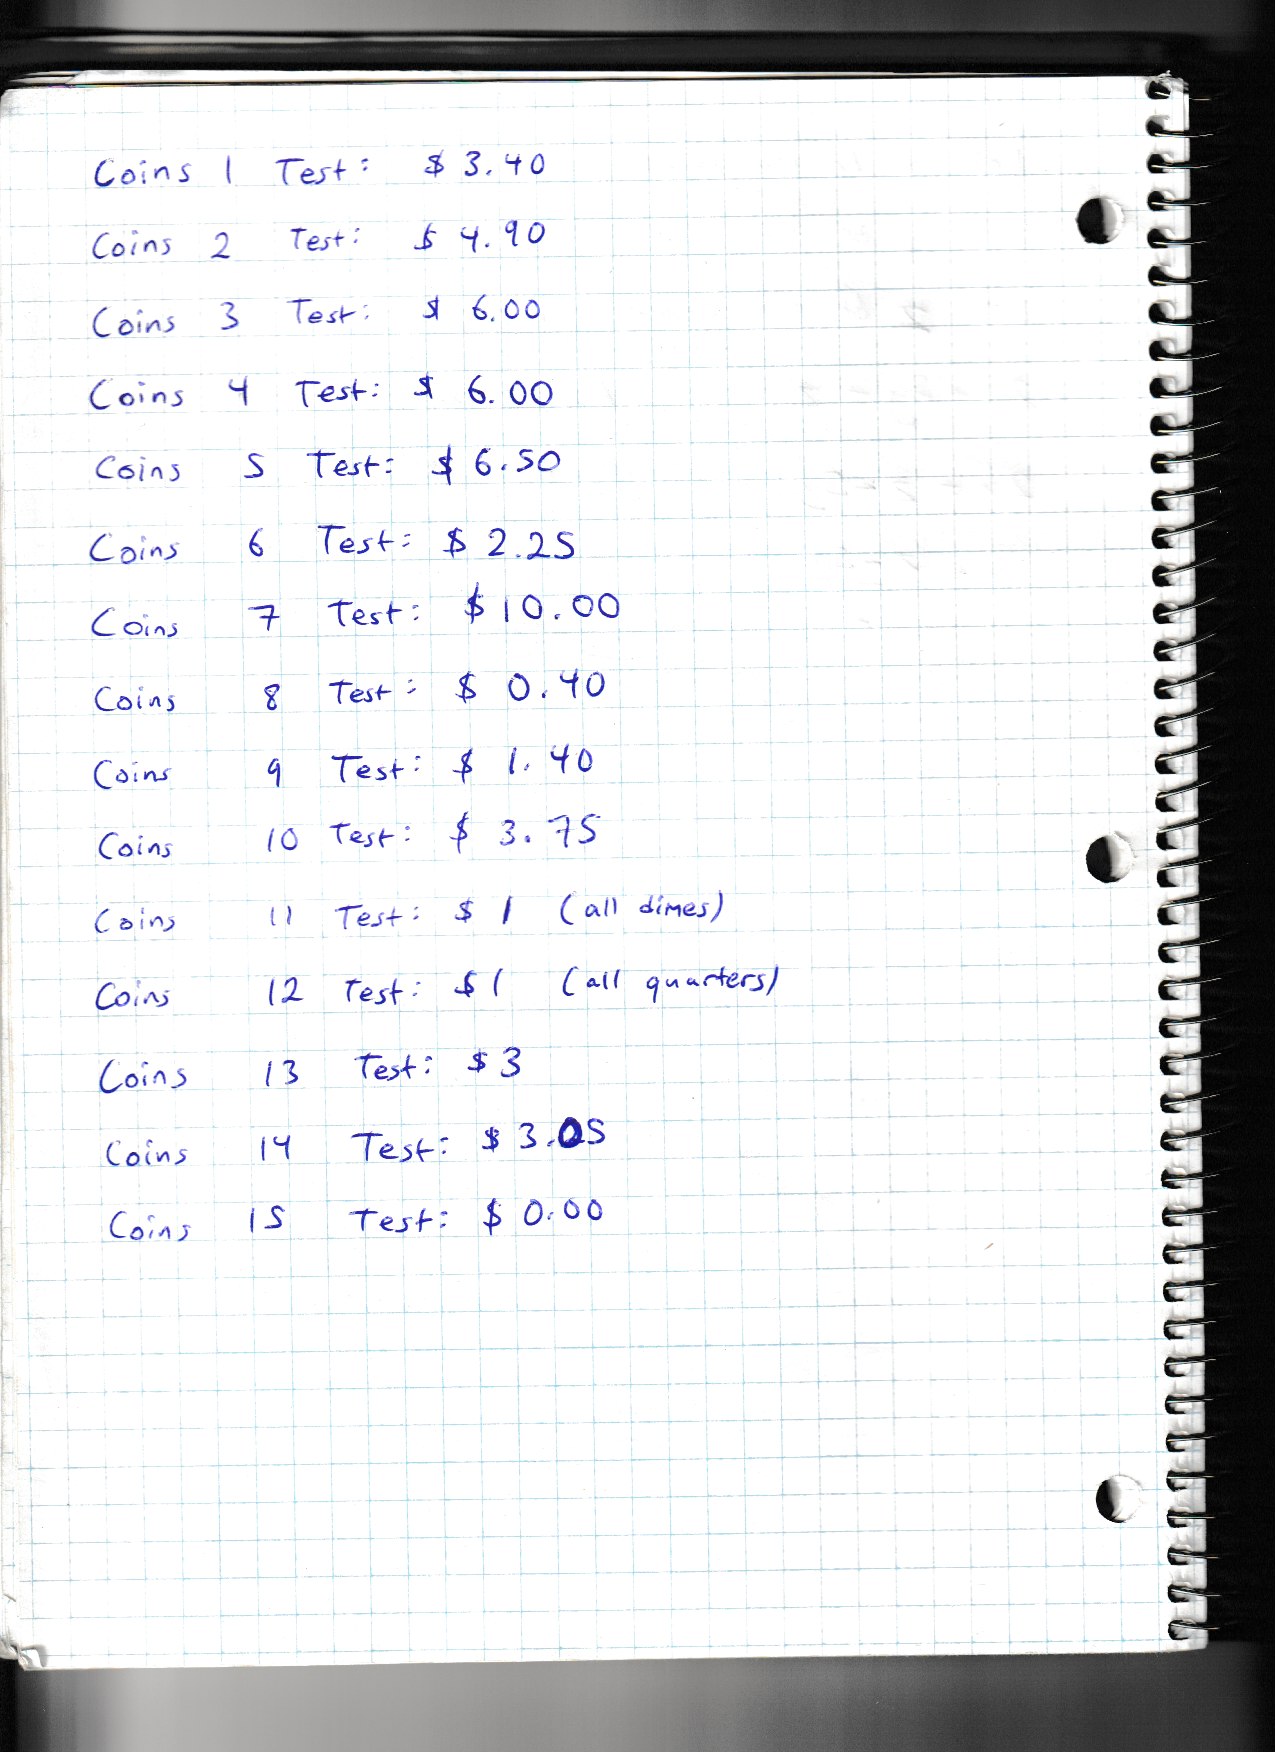 Coins 1 Test: $ 3.40
Coins 2 Test: $ 4.90
Coins 3 Test: $ 6.00
Coins 4 Test: $ 6.00
Coins 5 Test: $ 6.50
Coins 6 Test: $ 2.25
Coins 7 Test: $ 10.00
Coins 8 Test: $ 0.40
Coins 9 Test: $ 1.40
Coins 10 Test: $ 3.75
Coins 11 Test: $ 1 (all dimes)
Coins 12 Test: $1 (all quarters)
Coins 13 Test: $3
Coins 14 Test: $ 3.05
Coins 15 Test: $ 0.00